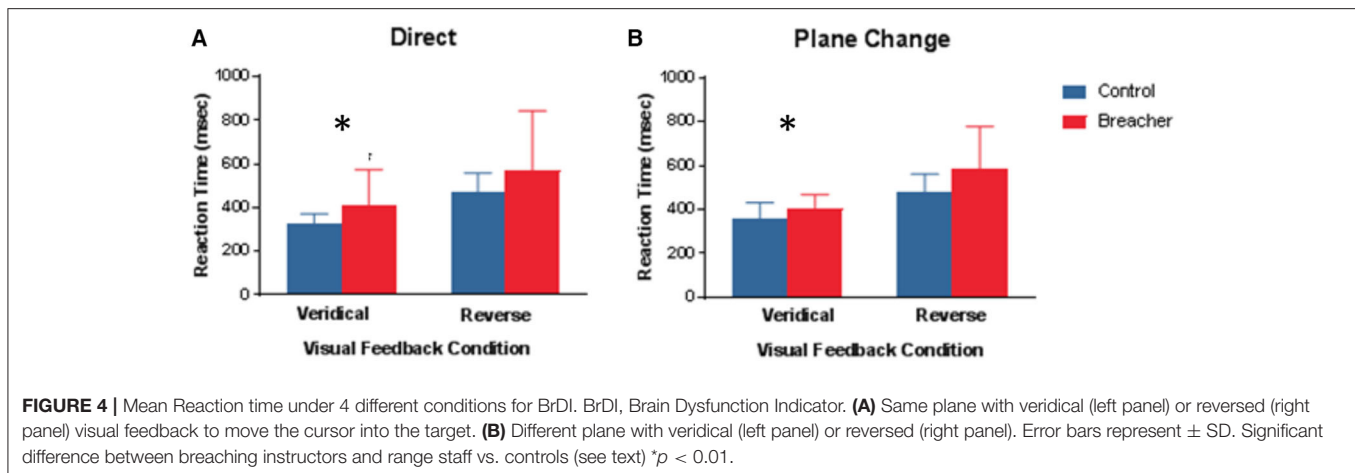 A
Direct
Reaction Time (msec)
1000
800
600
400
200
0
*
Veridical
Reverse
Visual Feedback Condition
B
Plane Change
Reaction Time (msec)
1000
800
600
400
200
0
*
Veridical
Reverse
Visual Feedback Condition
Control
Breacher
FIGURE 4 | Mean Reaction time under 4 different conditions for BrDI. BrDI, Brain Dysfunction Indicator. (A) Same plane with veridical (left panel) or reversed (right
panel) visual feedback to move the cursor into the target. (B) Different plane with veridical (left panel) or reversed (right panel). Error bars represent ± SD. Significant
difference between breaching instructors and range staff vs. controls (see text) *p < 0.01.